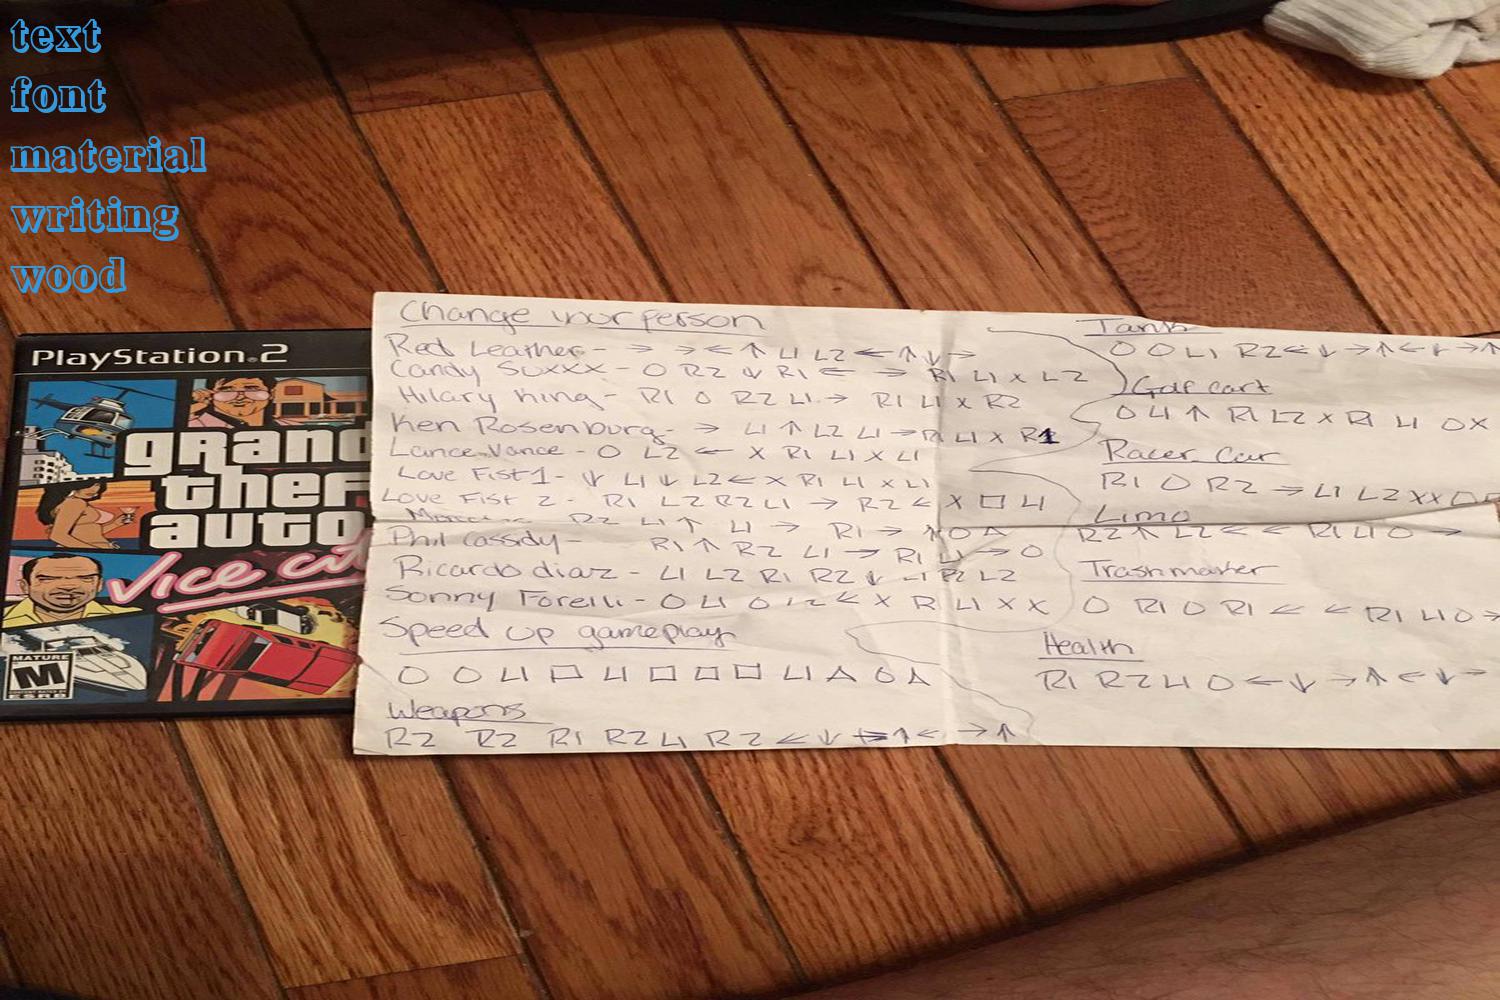 text
font
material
writing
wood
PlayStation.2
grand
theft
auto
Vice City
MATURE
M
ESRB
Change your person
Red Leather - → → ← ↑ L1 L2 ← ↑ ↓ →
Candy Suxxx - O R2 ↓ R1 ← → R1 L1 X L2
Hilary King - R1 O R2 L1 → R1 L1 X R2
Ken Rosenburg - → L1 ↑ L2 L1 → R1 L1 X R1
Lance Vance - O L2 ← X R1 L1 X L1
Love Fist 1 - ↓ L1 ↓ L2 ← X R1 L1 X L1
Love Fist 2 - R1 L2 R2 L1 → R2 ← X □ L1
R2 L1 ↑ L1 → R1 → ↑ O △
Phil Cassidy - R1 ↑ R2 L1 → R1 L1 → O
Ricardo diaz - L1 L2 R1 R2 ↓ L1 R2 L2
Sonny Forelli - O L1 O L2 ← X R1 L1 X X
Speed up gameplay
O O L1 □ L1 □ □ □ L1 △ O △
Weapons
R2 R2 R1 R2 L1 R2 ← ↓ ↑ ← → ↑
Tank
O O L1 R2 ← ↓ → ↑ ← ↓ → ↑
Golf cart
O L1 ↑ R1 L2 X R1 L1 O X
Racer Car
R1 O R2 → L1 L2 X X □
Limo
R2 ↑ L2 ← ← R1 L1 O →
Trashmaster
O R1 O R1 ← ← R1 L1 O →
Health
R1 R2 L1 O ← ↓ → ↑ ← ↓ →